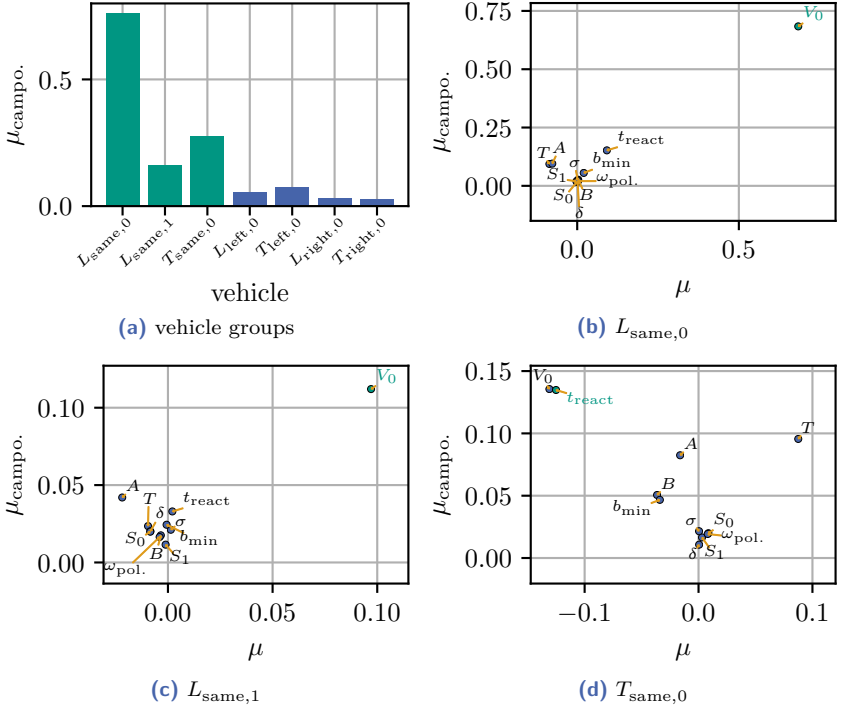 0.5
0.0
μcampo.
Lsame,0
Lsame,1
Tsame,0
Lleft,0
Tleft,0
Lright,0
Tright,0
vehicle
(a) vehicle groups
0.75
0.50
0.25
0.00
μcampo.
V0
treact
T
A
σ
bmin
S1
ωpol.
S0
B
δ
0.0
0.5
μ
(b) Lsame,0
0.10
0.05
0.00
μcampo.
V0
A
T
δ
treact
σ
S0
bmin
B
S1
ωpol.
0.00
0.10
μ
(c) Lsame,1
0.15
0.10
0.05
0.00
μcampo.
V0
treact
T
A
B
bmin
σ
S0
ωpol.
δ
S1
−0.1
0.0
0.1
μ
(d) Tsame,0